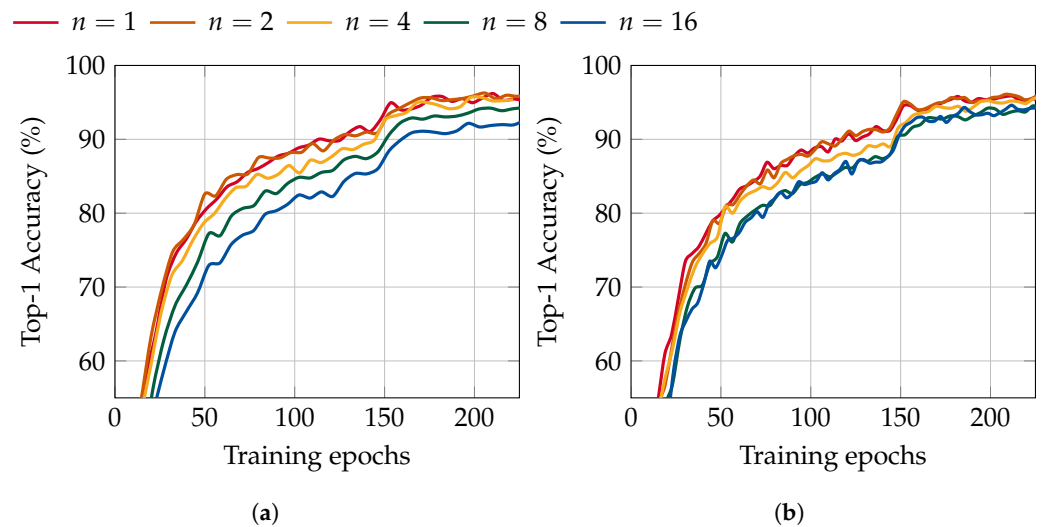 n = 1 n = 2 n = 4 n = 8 n = 16
100
90
80
70
60
0 50 100 150 200
Top-1 Accuracy (%)
Training epochs
(a)
100
90
80
70
60
0 50 100 150 200
Top-1 Accuracy (%)
Training epochs
(b)